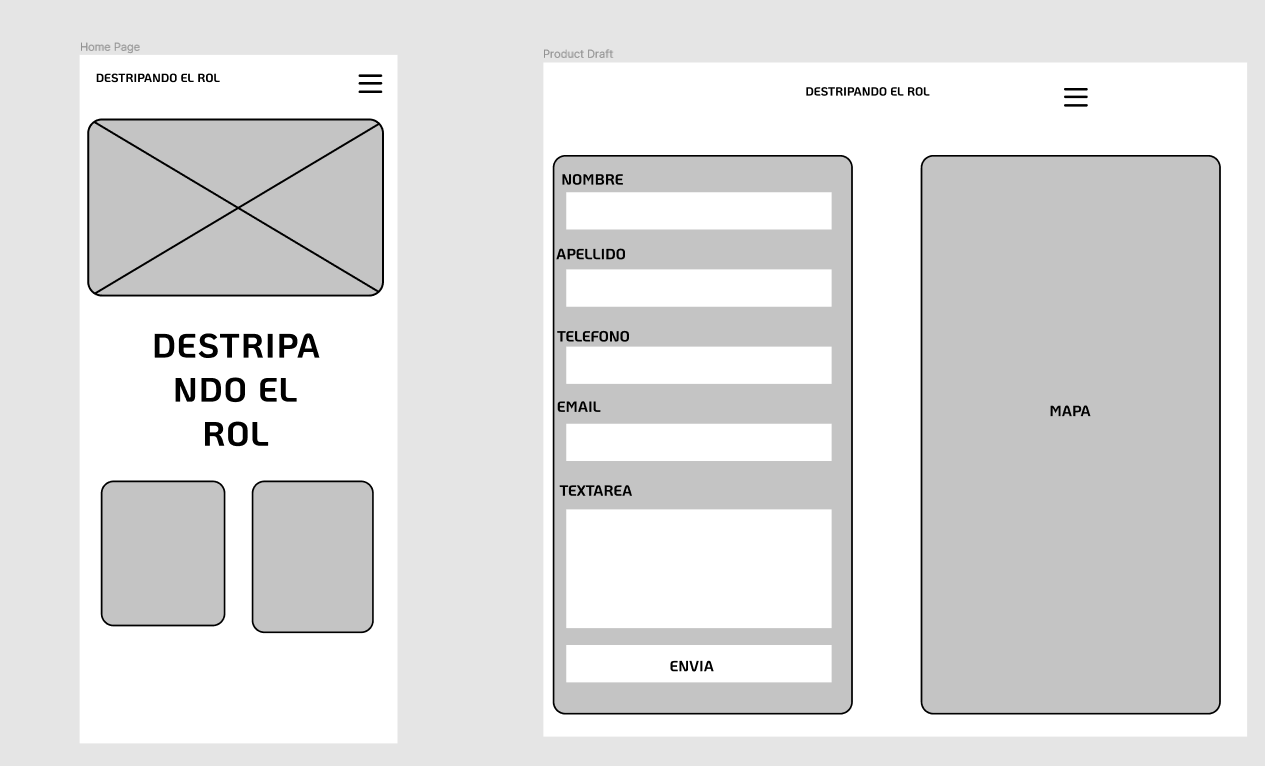 Home Page
DESTRIPANDO EL ROL
DESTRIPA
NDO EL
ROL
Product Draft
DESTRIPANDO EL ROL
NOMBRE
APELLIDO
TELEFONO
EMAIL
TEXTAREA
ENVIA
MAPA